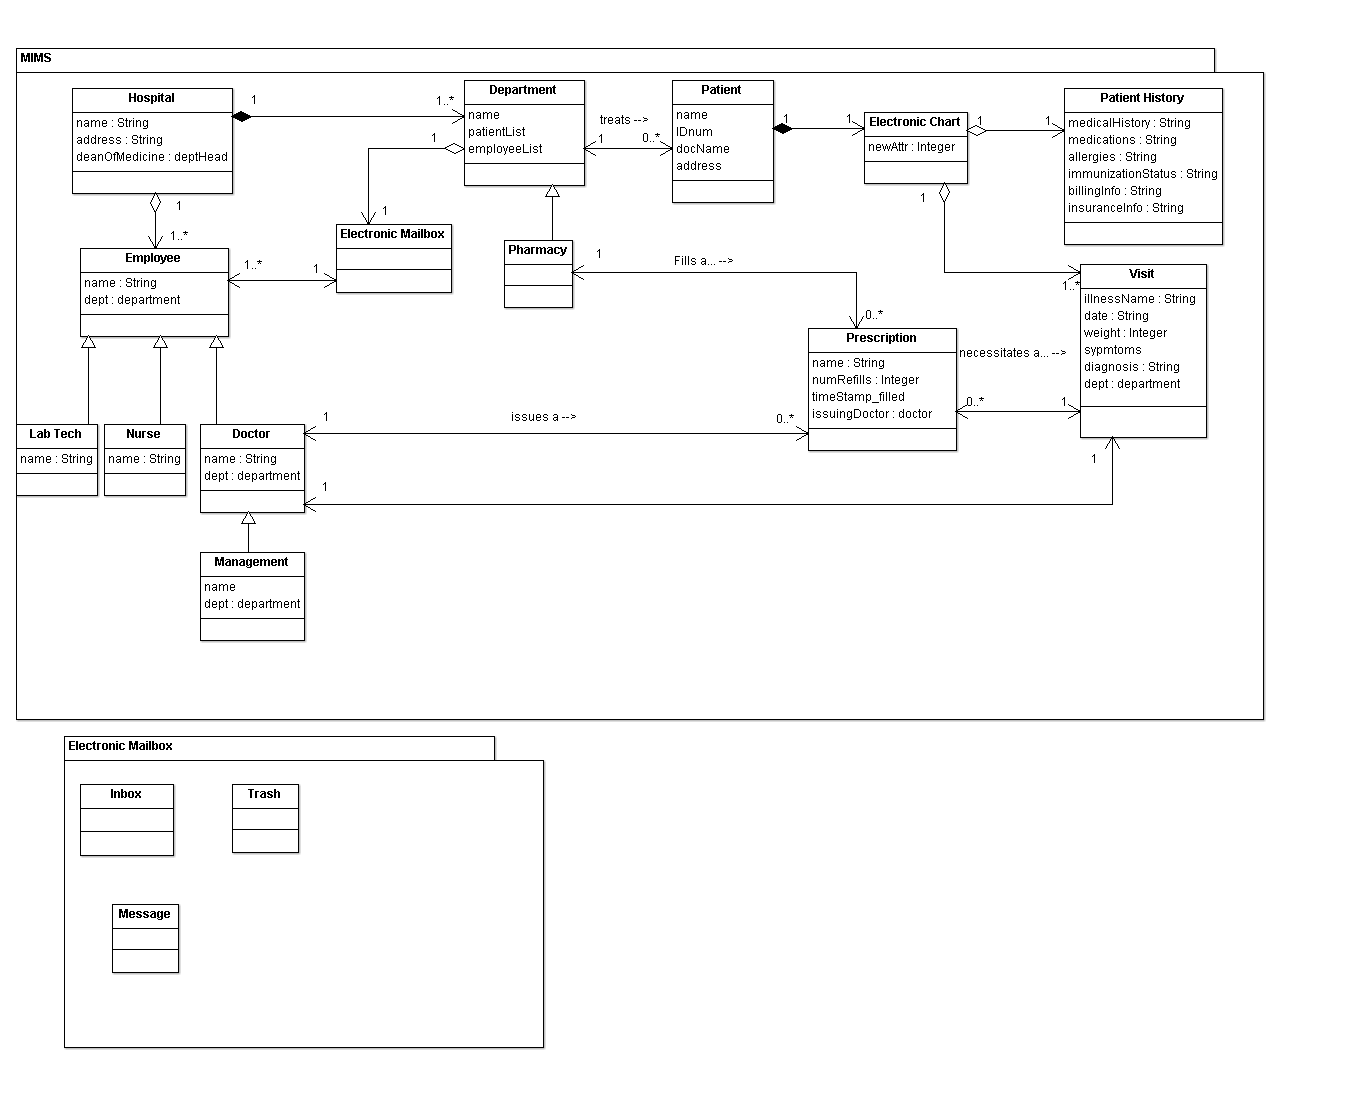 MIMS
Hospital
name : String
address : String
deanOfMedicine : deptHead
1
1..*
Department
name
patientList
employeeList
treats -->
1
0..*
Patient
name
IDnum
docName
address
1
1
Electronic Chart
newAttr : Integer
1
1
Patient History
medicalHistory : String
medications : String
allergies : String
immunizationStatus : String
billingInfo : String
insuranceInfo : String
1
1..*
1
1
Employee
name : String
dept : department
1..*
1
Electronic Mailbox
Pharmacy
1
Fills a... -->
0..*
1
1..*
Visit
illnessName : String
date : String
weight : Integer
sypmtoms
diagnosis : String
dept : department
Prescription
name : String
numRefills : Integer
timeStamp_filled
issuingDoctor : doctor
necessitates a... -->
0..*
1
Lab Tech
name : String
Nurse
name : String
Doctor
name : String
dept : department
1
issues a -->
0..*
1
1
Management
name
dept : department
Electronic Mailbox
Inbox
Trash
Message